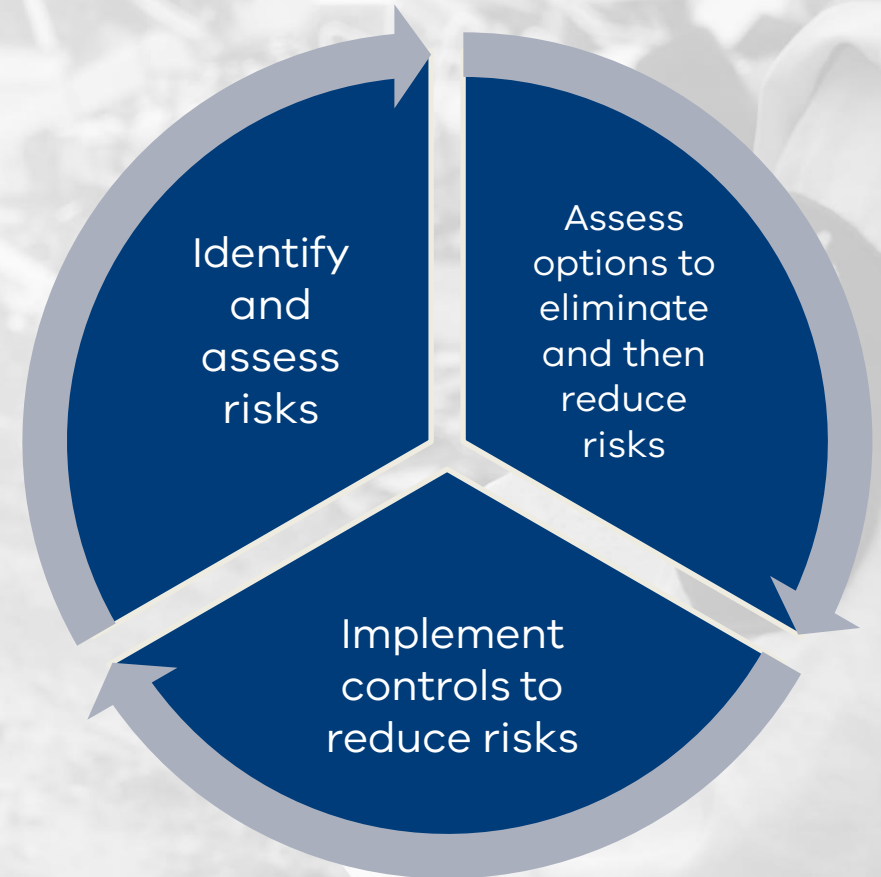 Identify
and
assess
risks
Assess
options to
eliminate
and then
reduce
risks
Implement
controls to
reduce risks